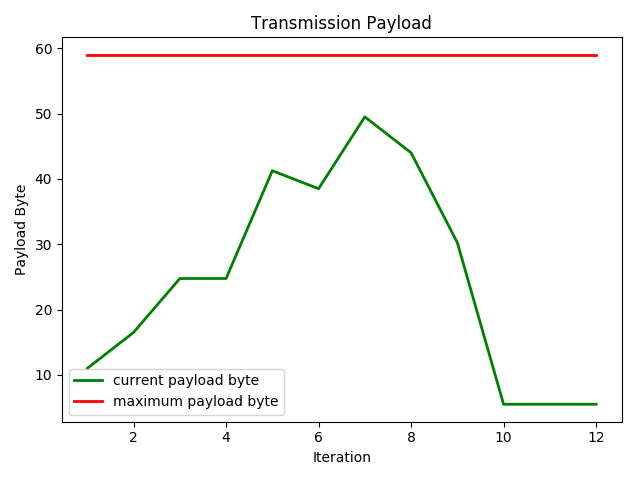 Transmission Payload
60
50
40
30
20
10
Payload Byte
current payload byte
maximum payload byte
2 4 6 8 10 12
Iteration